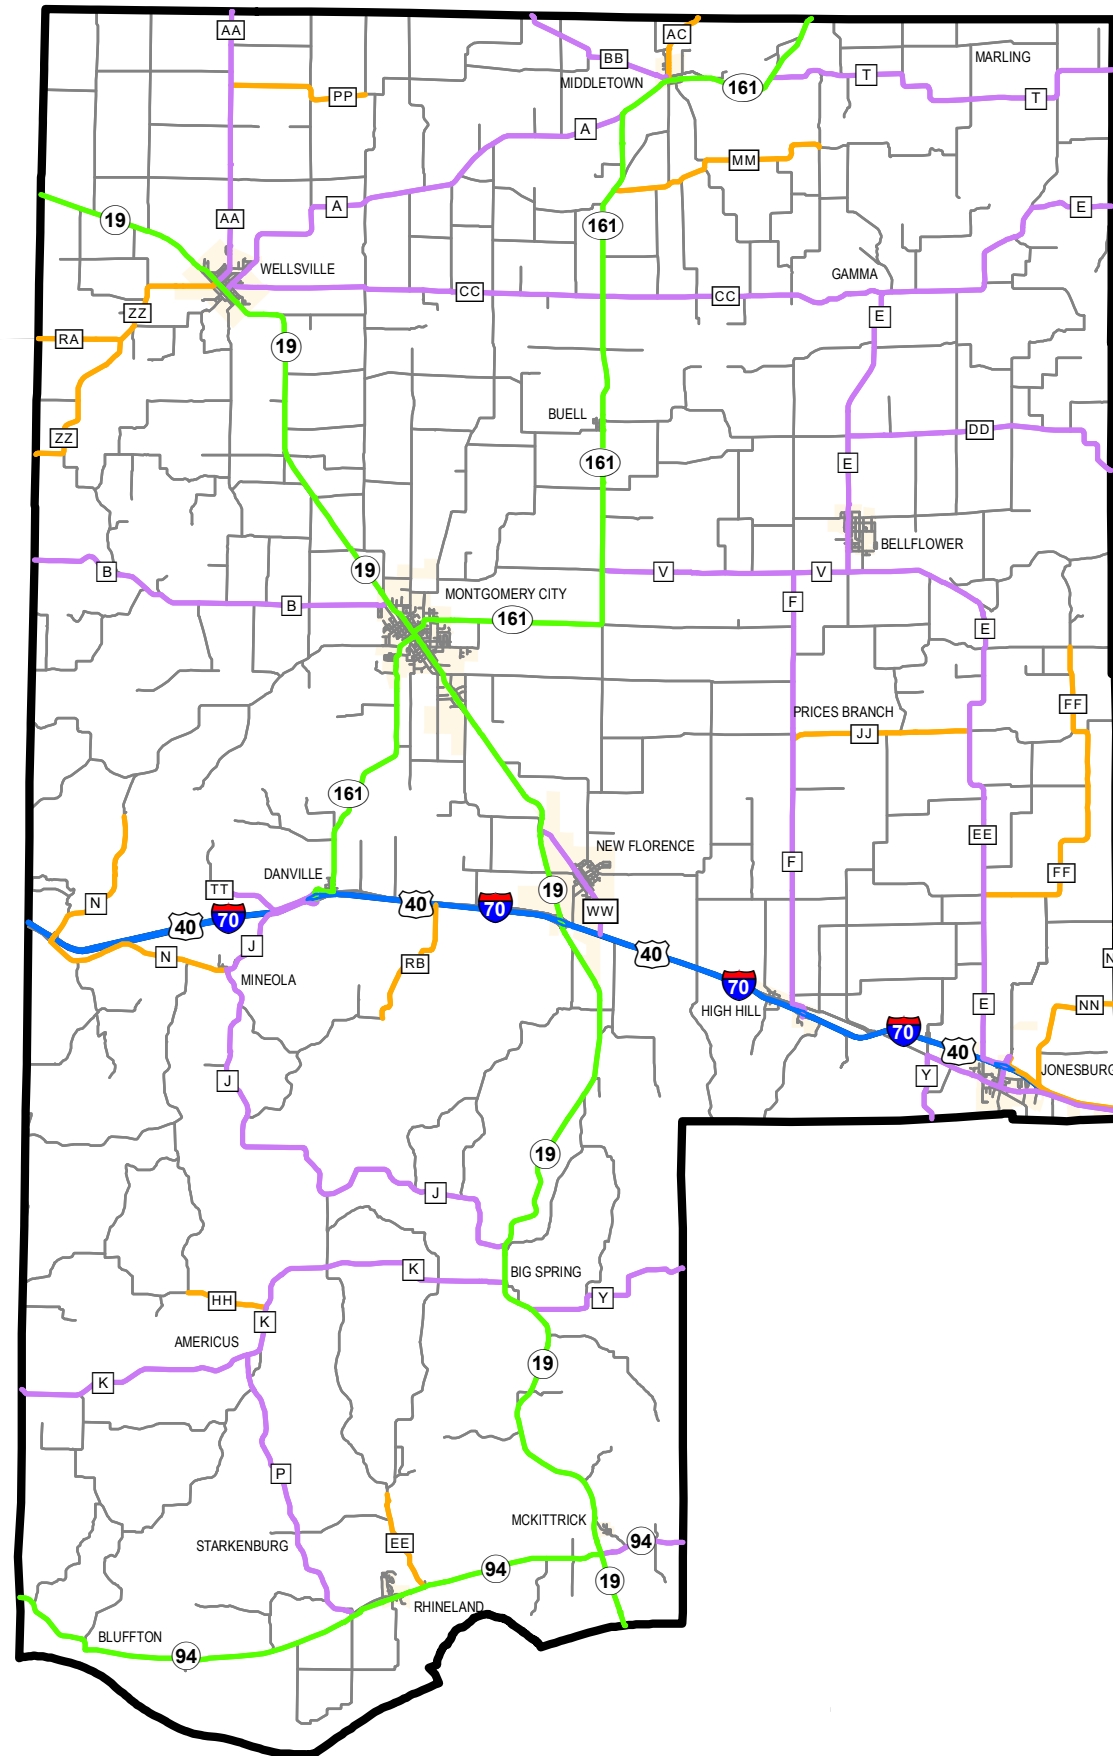 AA
AC
BB
MARLING
MIDDLETOWN
T
161
PP
T
A
MM
A
E
AA
19
161
WELLSVILLE
GAMMA
CC
CC
ZZ
E
RA
19
BUELL
DD
ZZ
161
E
BELLFLOWER
B
19
V
V
MONTGOMERY CITY
F
B
161
E
FF
PRICES BRANCH
JJ
161
EE
NEW FLORENCE
F
DANVILLE
FF
TT
19
N
40
70
40
70
WW
40
J
N
RB
N
MINEOLA
70
HIGH HILL
E
NN
70
40
JONESBURG
J
Y
19
J
BIG SPRING
K
Y
HH
K
AMERICUS
19
K
P
MCKITTRICK
STARKENBURG
EE
94
94
19
RHINELAND
BLUFFTON
94